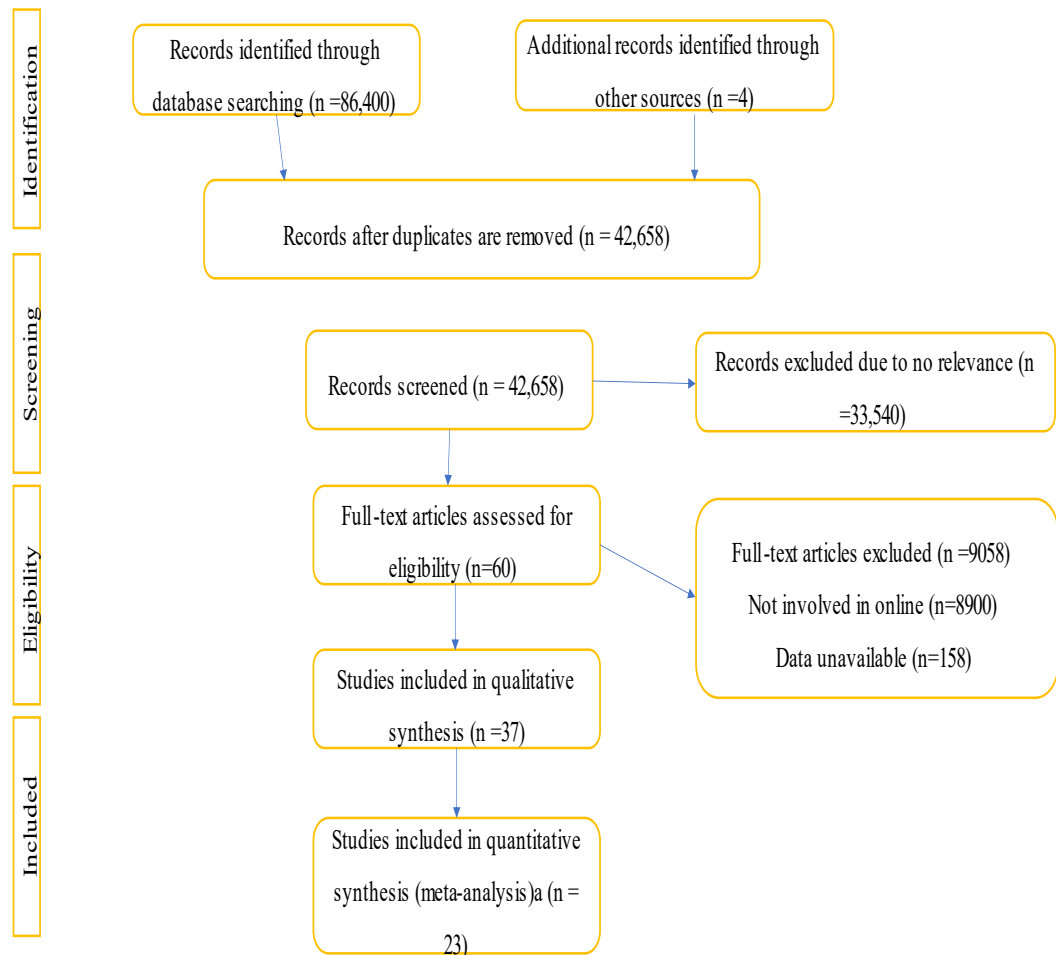 Identification
Records identified through
database searching (n =86,400)
Additional records identified through
other sources (n =4)
Records after duplicates are removed (n = 42,658)
Screening
Records screened (n = 42,658)
Records excluded due to no relevance (n
=33,540)
Eligibility
Full-text articles assessed for
eligibility (n=60)
Full-text articles excluded (n =9058)
Not involved in online (n=8900)
Data unavailable (n=158)
Studies included in qualitative
synthesis (n =37)
Included
Studies included in quantitative
synthesis (meta-analysis)a (n =
23)